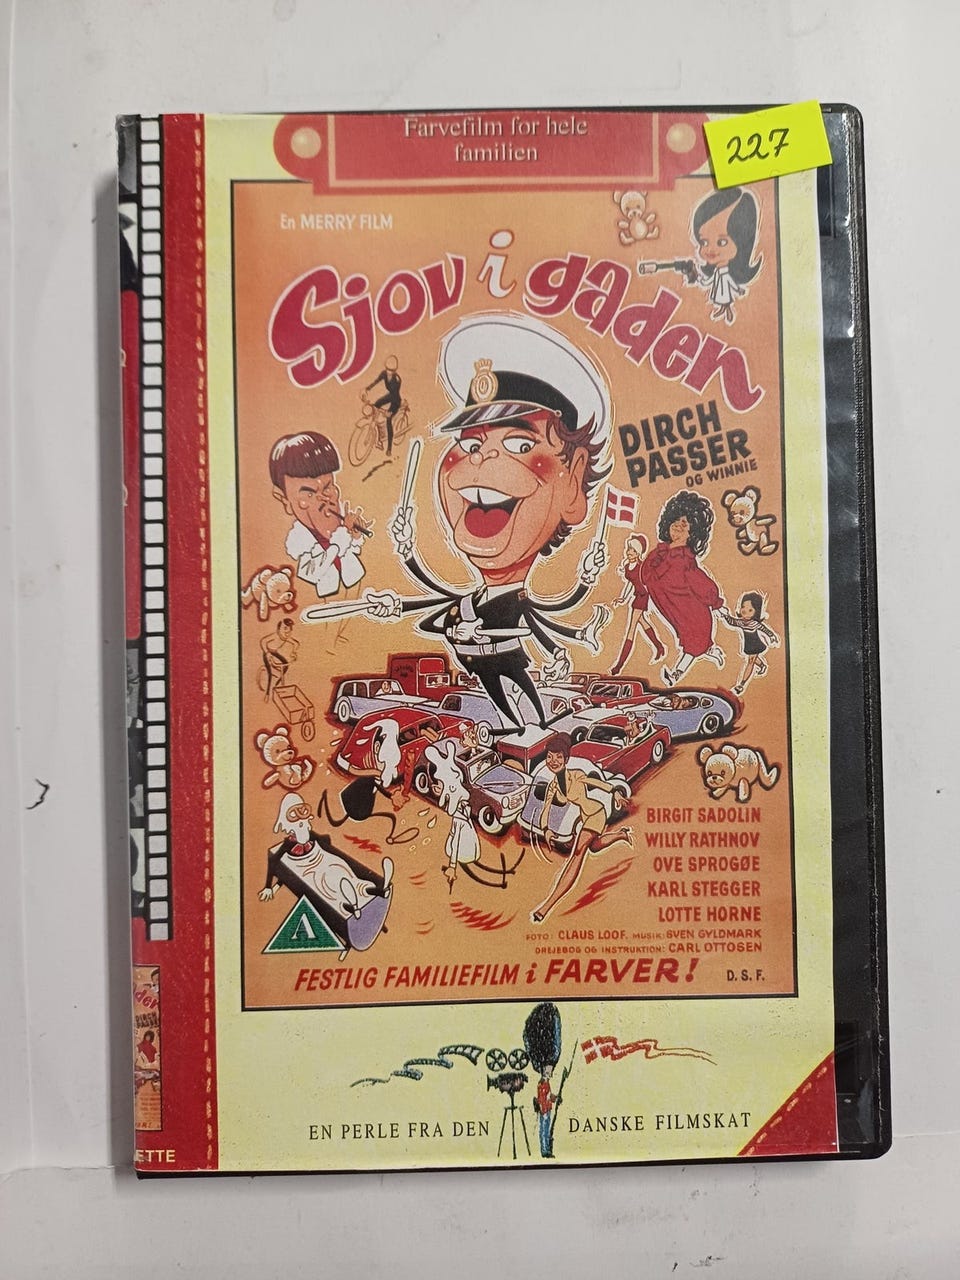 Farvefilm for hele
familien
227
En MERRY FILM
Sjov i gaden
DIRCH
PASSER
OG WINNIE
BIRGIT SADOLIN
WILLY RATHNOV
OVE SPROGØE
KARL STEGGER
LOTTE HORNE
FOTO: CLAUS LOOF. MUSIK: SVEN GYLDMARK
DREJEBOG OG INSTRUKTION: CARL OTTOSEN
A
FESTLIG FAMILIEFILM i FARVER!
D. S. F.
EN PERLE FRA DEN DANSKE FILMSKAT
ETTE